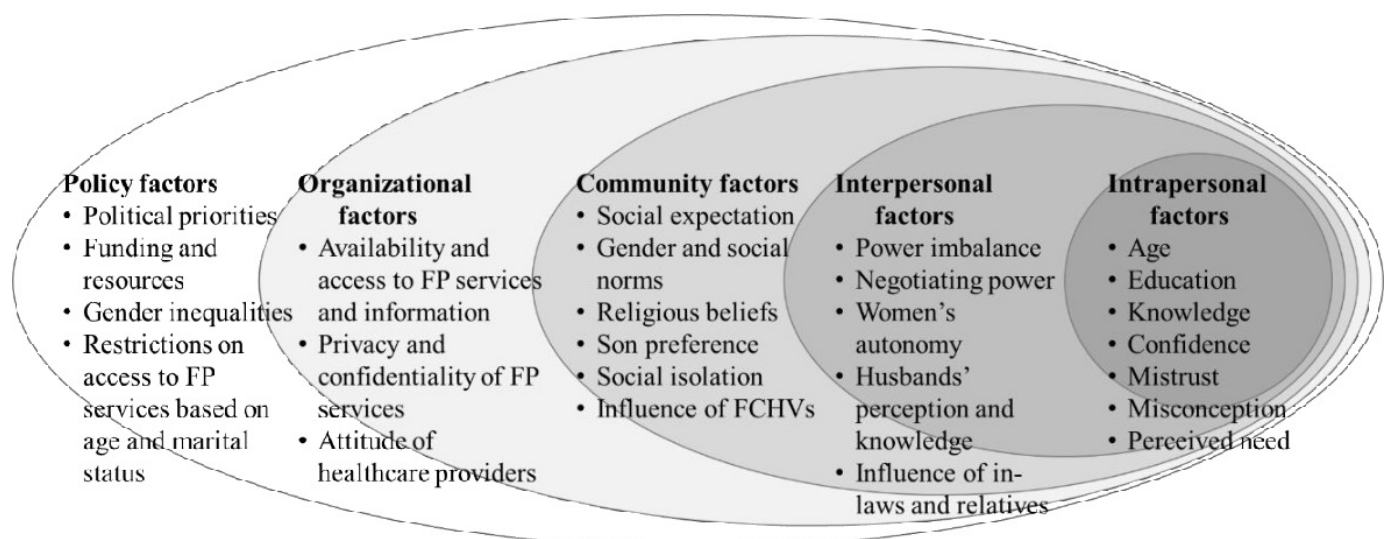 Policy factors
• Political priorities
• Funding and
resources
• Gender inequalities
• Restrictions on
access to FP
services based on
age and marital
status
Organizational
factors
• Availability and
access to FP services
and information
• Privacy and
confidentiality of FP
services
• Attitude of
healthcare providers
Community factors
• Social expectation
• Gender and social
norms
• Religious beliefs
• Son preference
• Social isolation
• Influence of FCHVs
Interpersonal
factors
• Power imbalance
• Negotiating power
• Women’s
autonomy
• Husbands’
perception and
knowledge
• Influence of in-
laws and relatives
Intrapersonal
factors
• Age
• Education
• Knowledge
• Confidence
• Mistrust
• Misconception
• Perceived need